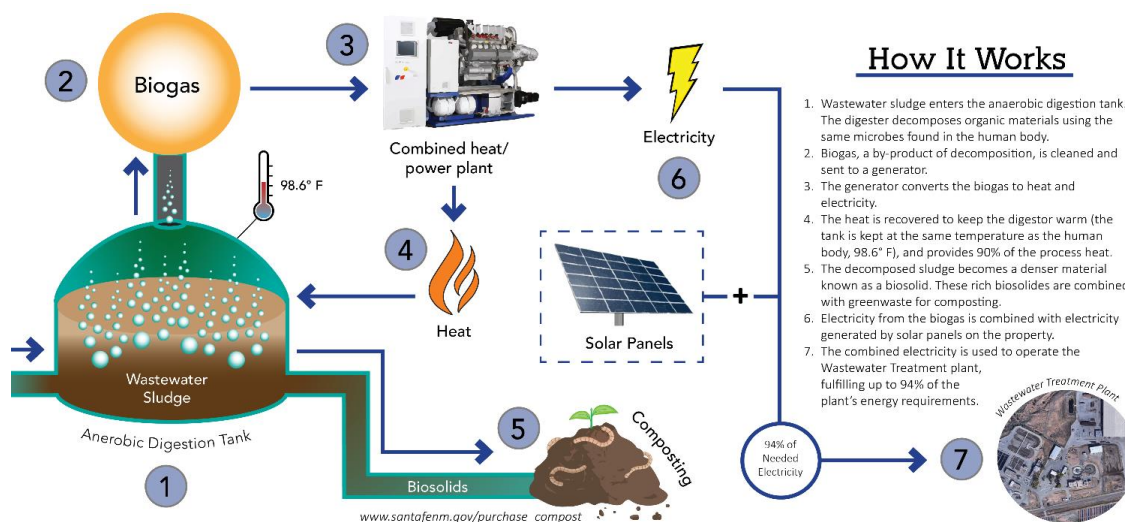 2
Biogas
98.6° F
Wastewater
Sludge
Anerobic Digestion Tank
1
3
Combined heat/
power plant
4
Heat
Electricity
6
Solar Panels
+
5
Composting
Biosolids
www.santafenm.gov/purchase_compost
94% of
Needed
Electricity
7
Wastewater Treatment Plant
How It Works
1. Wastewater sludge enters the anaerobic digestion tank
The digester decomposes organic materials using the
same microbes found in the human body.
2. Biogas, a by-product of decomposition, is cleaned and
sent to a generator.
3. The generator converts the biogas to heat and
electricity.
4. The heat is recovered to keep the digestor warm (the
tank is kept at the same temperature as the human
body, 98.6° F), and provides 90% of the process heat.
5. The decomposed sludge becomes a denser material
known as a biosolid. These rich biosolides are combined
with greenwaste for composting.
6. Electricity from the biogas is combined with electricity
generated by solar panels on the property.
7. The combined electricity is used to operate the
Wastewater Treatment plant,
fulfilling up to 94% of the
plant's energy requirements.